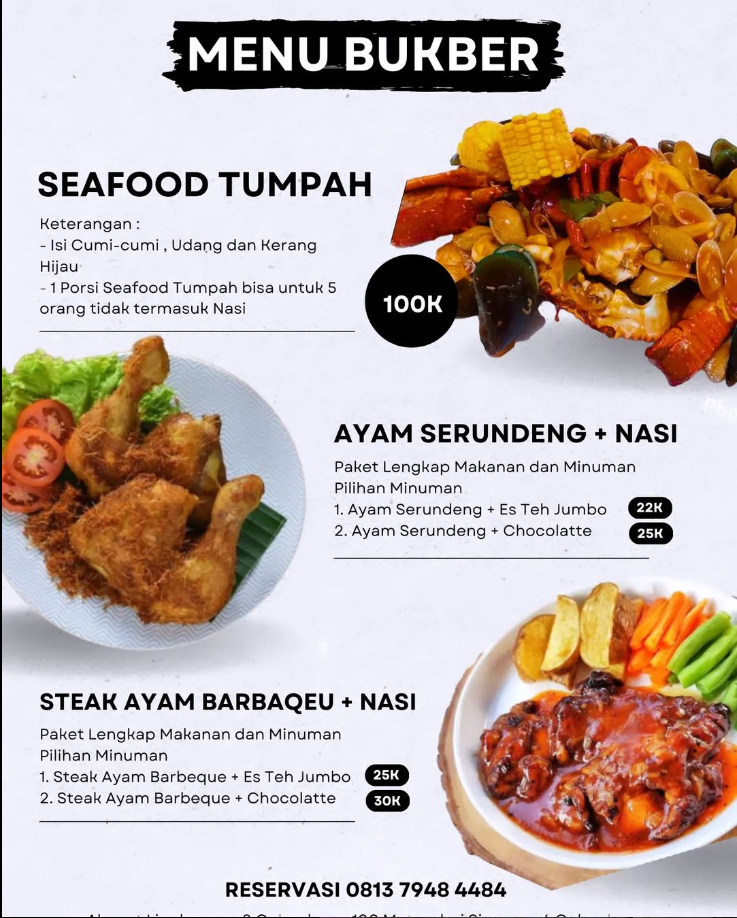 MENU BUKBER
SEAFOOD TUMPAH
Keterangan :
- Isi Cumi-cumi , Udang dan Kerang
Hijau
- 1 Porsi Seafood Tumpah bisa untuk 5
orang tidak termasuk Nasi
100K
AYAM SERUNDENG + NASI
Paket Lengkap Makanan dan Minuman
Pilihan Minuman
1. Ayam Serundeng + Es Teh Jumbo 22K
2. Ayam Serundeng + Chocolatte 25K
STEAK AYAM BARBAQEU + NASI
Paket Lengkap Makanan dan Minuman
Pilihan Minuman
1. Steak Ayam Barbeque + Es Teh Jumbo 25K
2. Steak Ayam Barbeque + Chocolatte 30K
RESERVASI 0813 7948 4484